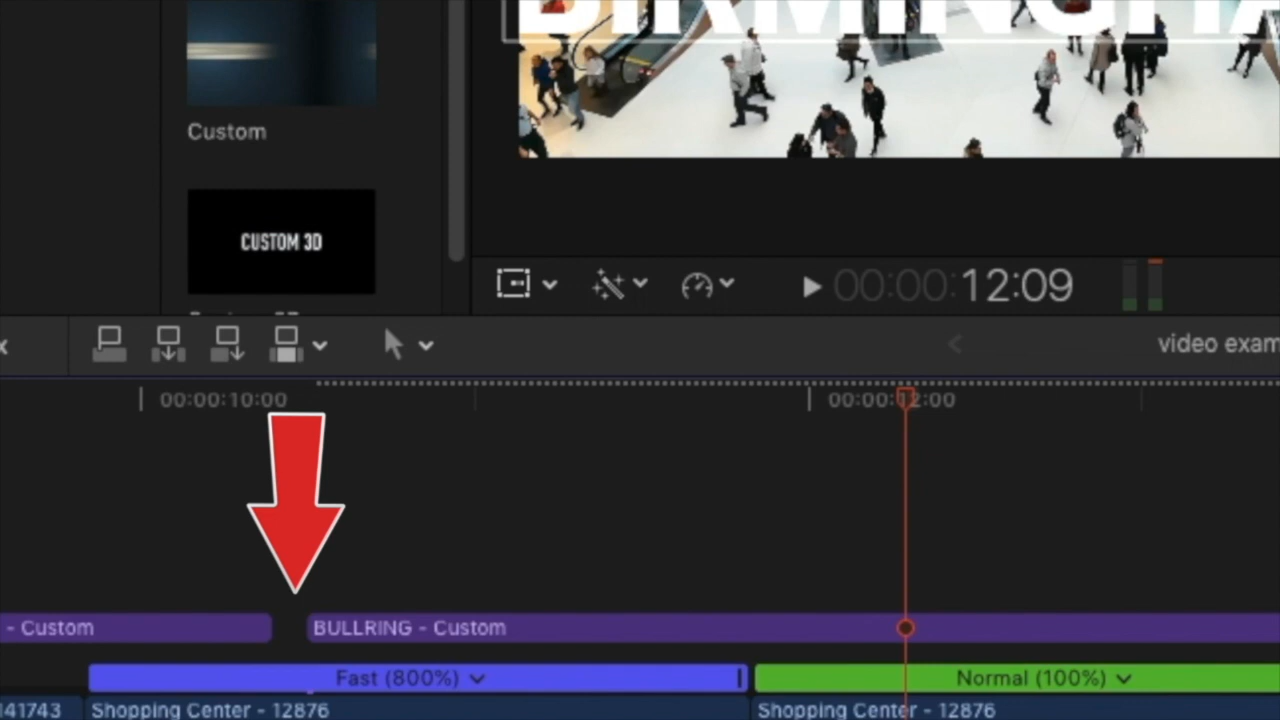 BIRMINGHA
Custom
CUSTOM 3D
00:00:12:09
video exam
00:00:10:00
00:00:12:00
- Custom
BULLRING - Custom
Fast (800%)
Normal (100%)
141743
Shopping Center - 12876
Shopping Center - 12876